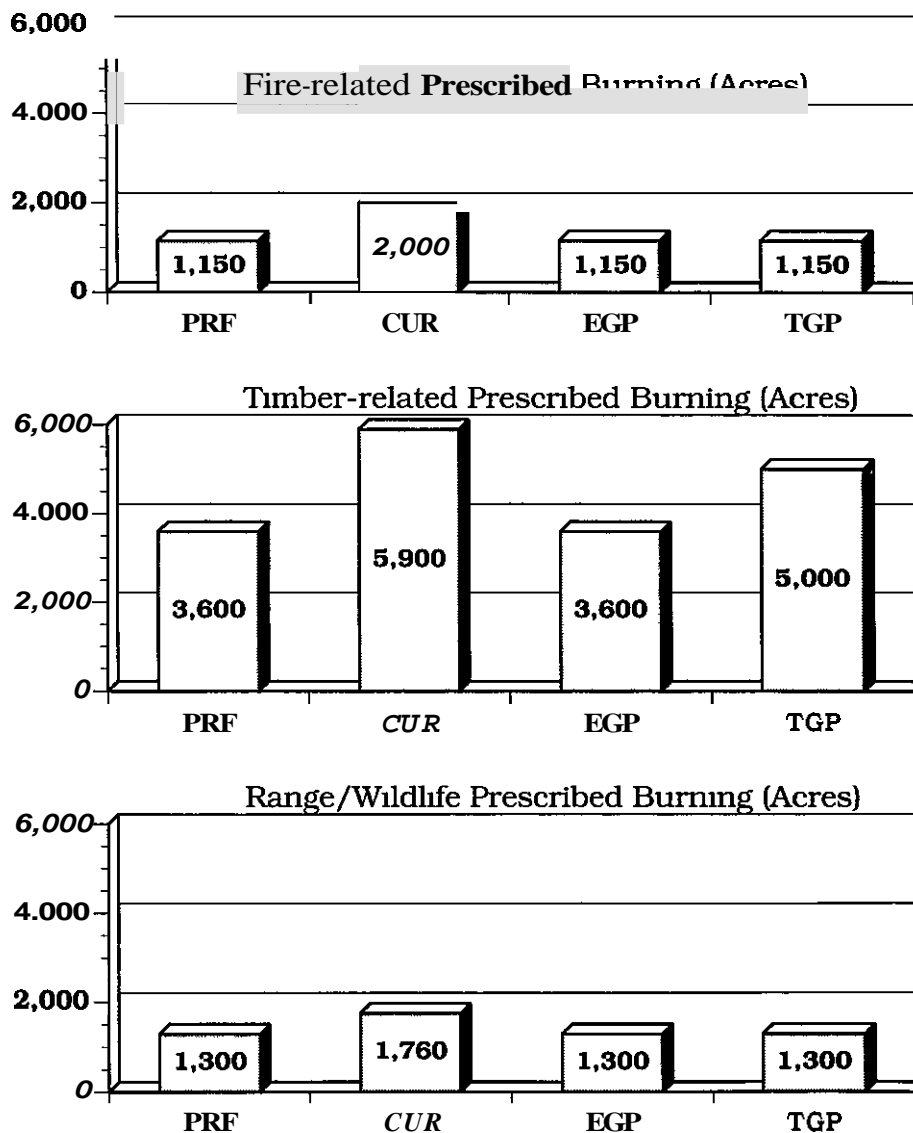 6,000
Fire-related Prescribed Burning (Acres)
4.000
2,000
2,000
1,150 1,150 1,150
0
PRF CUR EGP TGP
Timber-related Prescribed Burning (Acres)
6,000
4.000
5,900
5,000
2,000
3,600 3,600
0
PRF CUR EGP TGP
Range/Wildlife Prescribed Burning (Acres)
6,000
4.000
2,000
1,300 1,760 1,300 1,300
0
PRF CUR EGP TGP